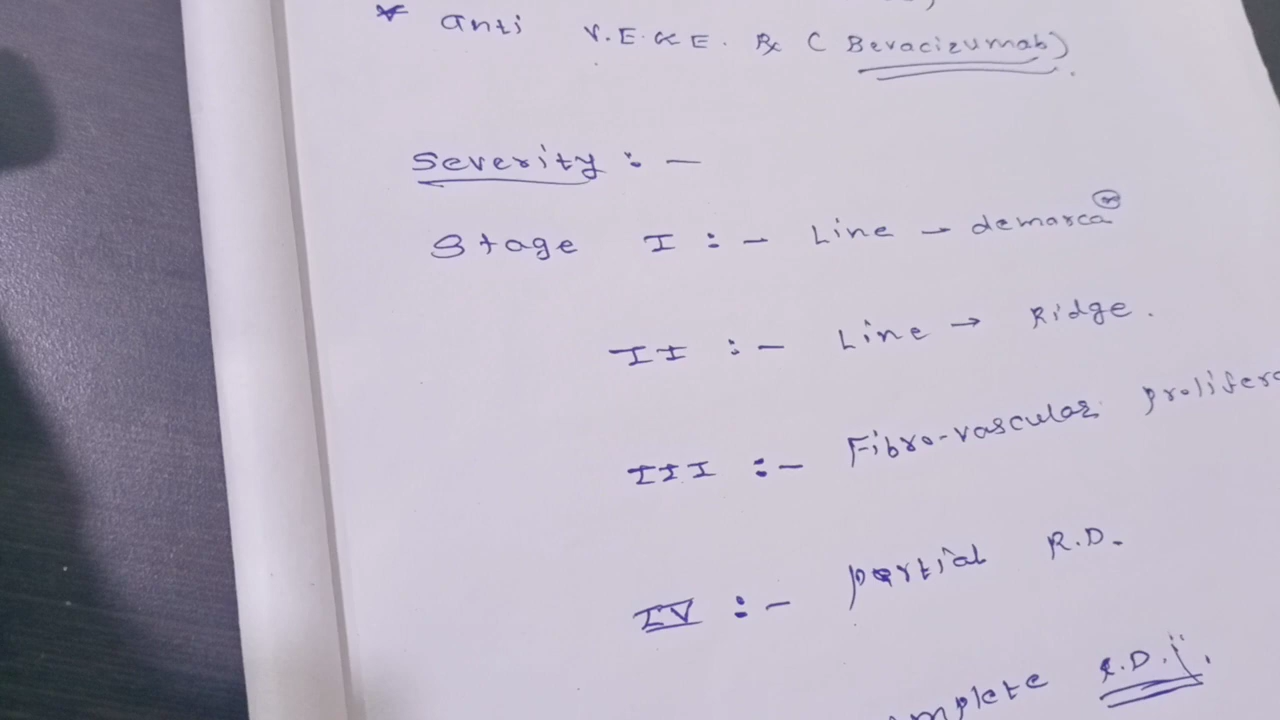 * anti V.E.G.E. Rx ( Bevacizumab)
Severity :-
Stage I :- Line → demarca
II :- Line → Ridge.
III :- Fibro-vascular prolifera
IV :- partial R.D.
mplete R.D.